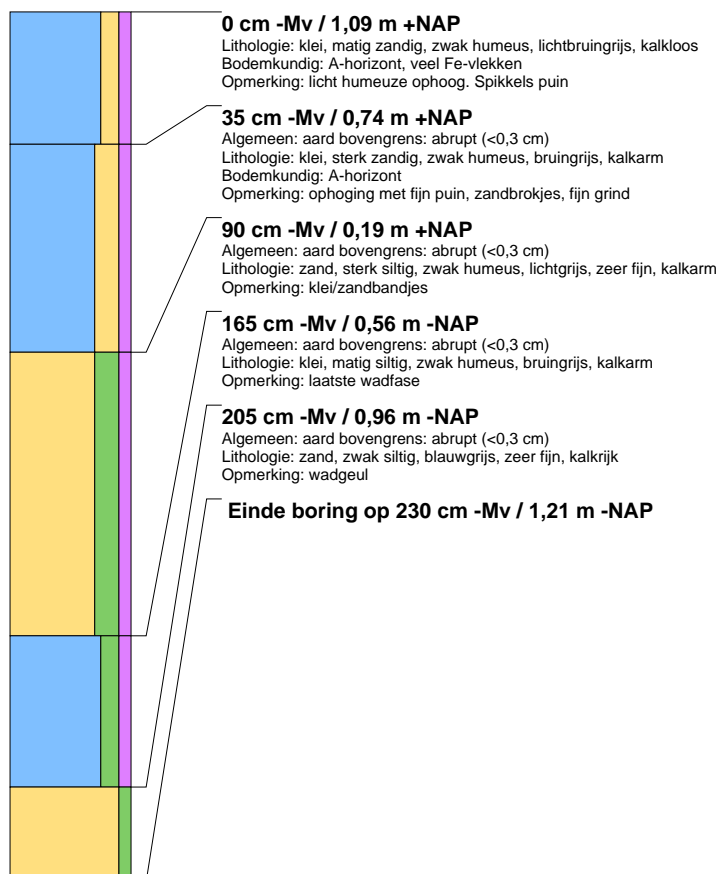 0 cm -Mv / 1,09 m +NAP
Lithologie: klei, matig zandig, zwak humeus, lichtbruingrijs, kalkloos
Bodemkundig: A-horizont, veel Fe-vlekken
Opmerking: licht humeuze ophoog. Spikkels puin
35 cm -Mv / 0,74 m +NAP
Algemeen: aard bovengrens: abrupt (<0,3 cm)
Lithologie: klei, sterk zandig, zwak humeus, bruingrijs, kalkarm
Bodemkundig: A-horizont
Opmerking: ophoging met fijn puin, zandbrokjes, fijn grind
90 cm -Mv / 0,19 m +NAP
Algemeen: aard bovengrens: abrupt (<0,3 cm)
Lithologie: zand, sterk siltig, zwak humeus, lichtgrijs, zeer fijn, kalkarm
Opmerking: klei/zandbandjes
165 cm -Mv / 0,56 m -NAP
Algemeen: aard bovengrens: abrupt (<0,3 cm)
Lithologie: klei, matig siltig, zwak humeus, bruingrijs, kalkarm
Opmerking: laatste wadfase
205 cm -Mv / 0,96 m -NAP
Algemeen: aard bovengrens: abrupt (<0,3 cm)
Lithologie: zand, zwak siltig, blauwgrijs, zeer fijn, kalkrijk
Opmerking: wadgeul
Einde boring op 230 cm -Mv / 1,21 m -NAP